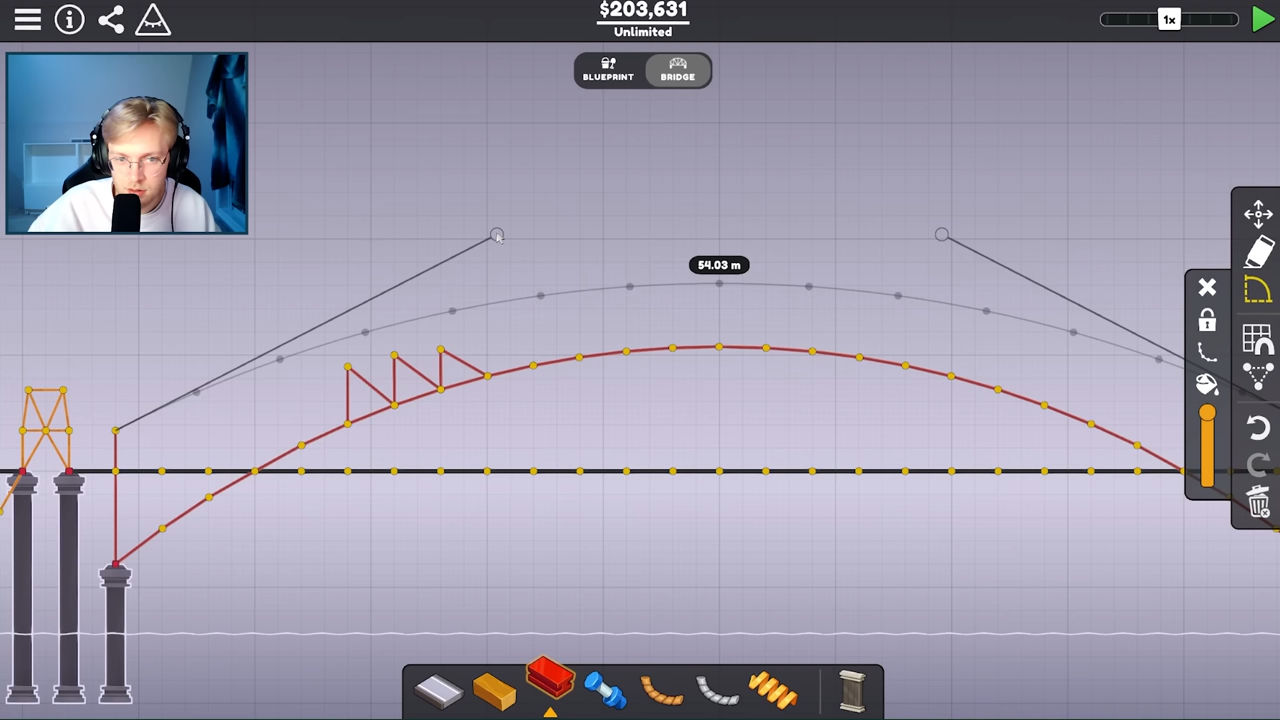 $203,631
Unlimited
1x
BLUEPRINT
BRIDGE
54.03 m